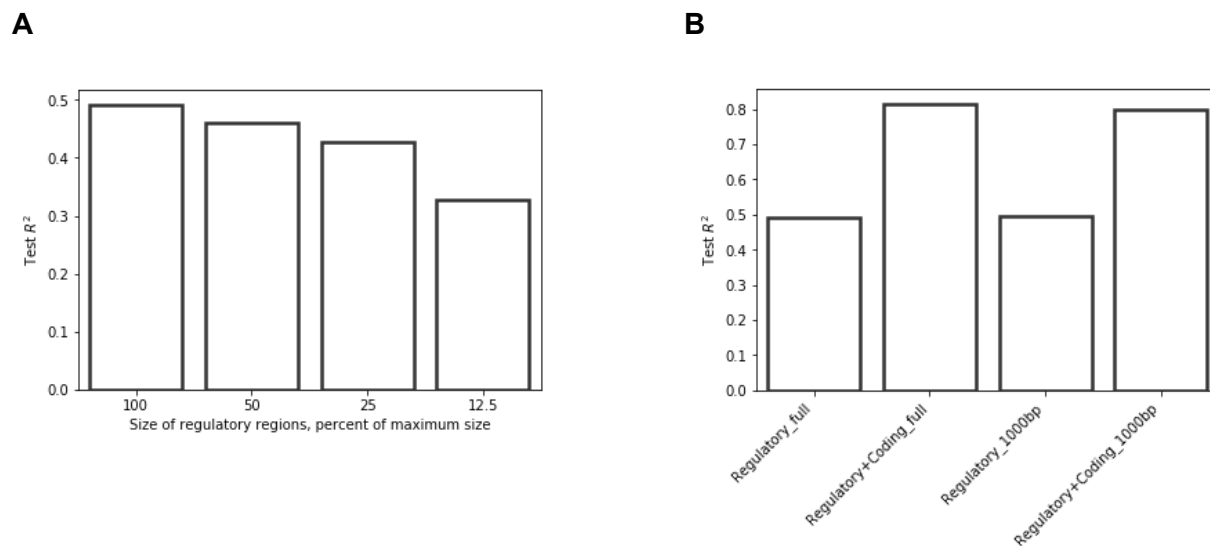 A
B
Test R²
0.5
0.4
0.3
0.2
0.1
0.0
100 50 25 12.5
Size of regulatory regions, percent of maximum size
Test R²
0.8
0.7
0.6
0.5
0.4
0.3
0.2
0.1
0.0
Regulatory_full
Regulatory+Coding_full
Regulatory_1000bp
Regulatory+Coding_1000bp